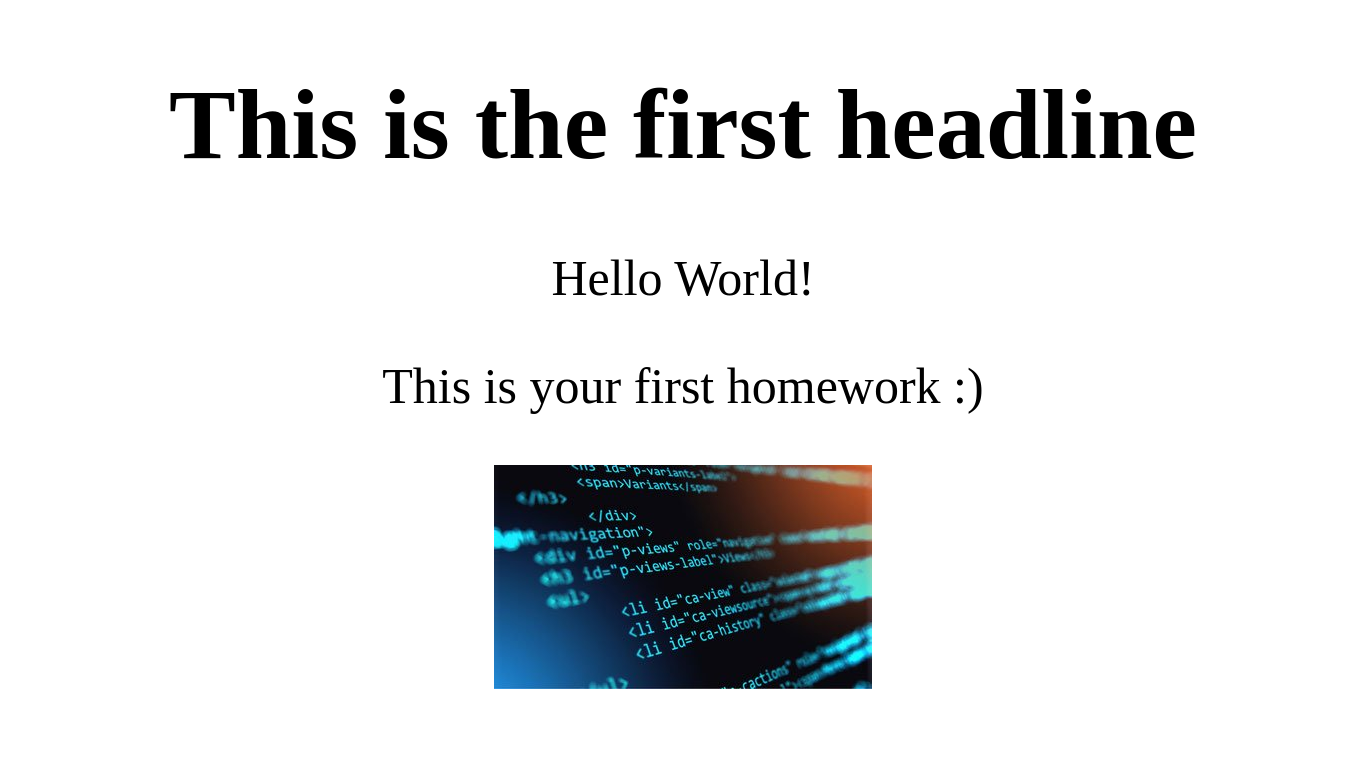 This is the first headline
Hello World!
This is your first homework :)
<h3 id="p-variants-label">
<span>Variants</span>
</h3>
</div>
-navigation">
<div id="p-views" role="navigation"
<h3 id="p-views-label">Views</h3>
<ul>
<li id="ca-view" class=
<li id="ca-viewsource">
<li id="ca-history" class=
</ul>
-cactions"